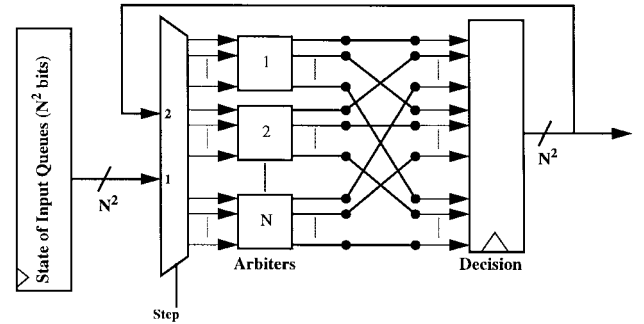 State of Input Queues (N² bits)
2
1
N²
Step
1
2
N
Arbiters
Decision
N²